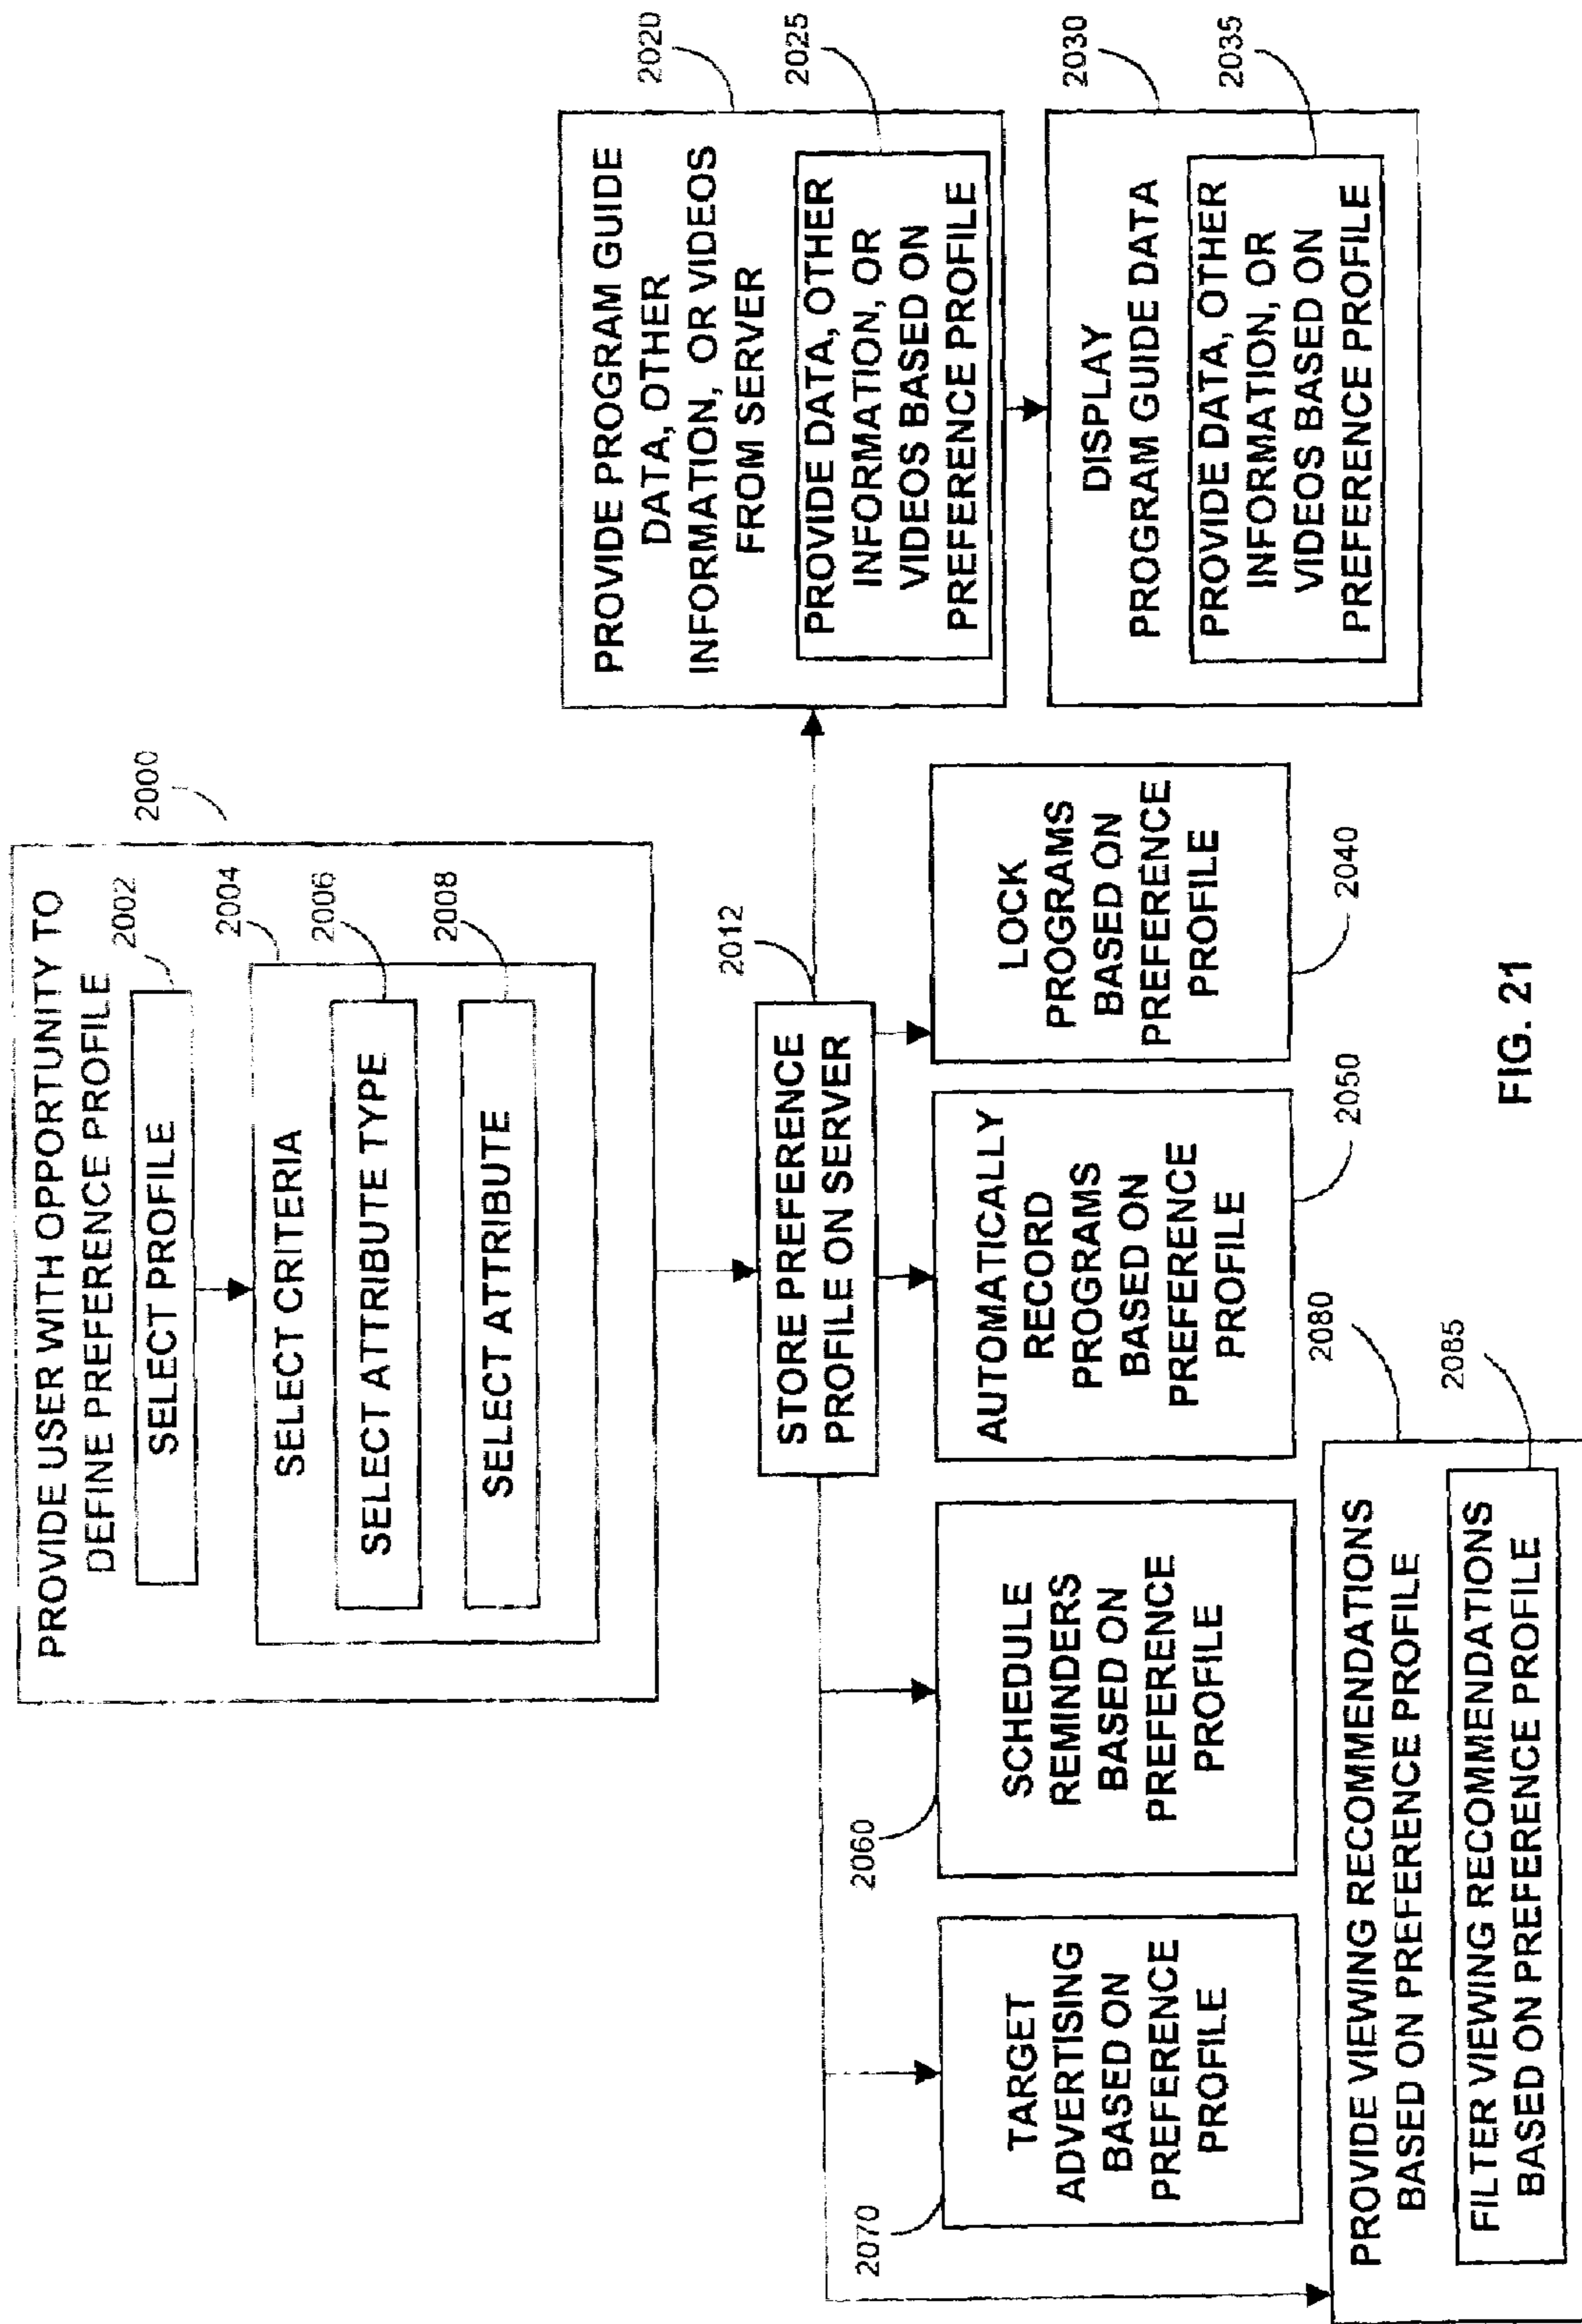 PROVIDE USER WITH OPPORTUNITY TO
DEFINE PREFERENCE PROFILE
2000
SELECT PROFILE
2002
SELECT CRITERIA
2004
SELECT ATTRIBUTE TYPE
2006
SELECT ATTRIBUTE
2008
STORE PREFERENCE
PROFILE ON SERVER
2012
PROVIDE PROGRAM GUIDE
DATA, OTHER
INFORMATION, OR VIDEOS
FROM SERVER
2020
PROVIDE DATA, OTHER
INFORMATION, OR
VIDEOS BASED ON
PREFERENCE PROFILE
2025
DISPLAY
PROGRAM GUIDE DATA
2030
PROVIDE DATA, OTHER
INFORMATION, OR
VIDEOS BASED ON
PREFERENCE PROFILE
2035
TARGET
ADVERTISING
BASED ON
PREFERENCE
PROFILE
2070
SCHEDULE
REMINDERS
BASED ON
PREFERENCE
PROFILE
2060
AUTOMATICALLY
RECORD
PROGRAMS
BASED ON
PREFERENCE
PROFILE
2050
LOCK
PROGRAMS
BASED ON
PREFERENCE
PROFILE
2040
PROVIDE VIEWING RECOMMENDATIONS
BASED ON PREFERENCE PROFILE
2080
FILTER VIEWING RECOMMENDATIONS
BASED ON PREFERENCE PROFILE
2085
FIG. 21